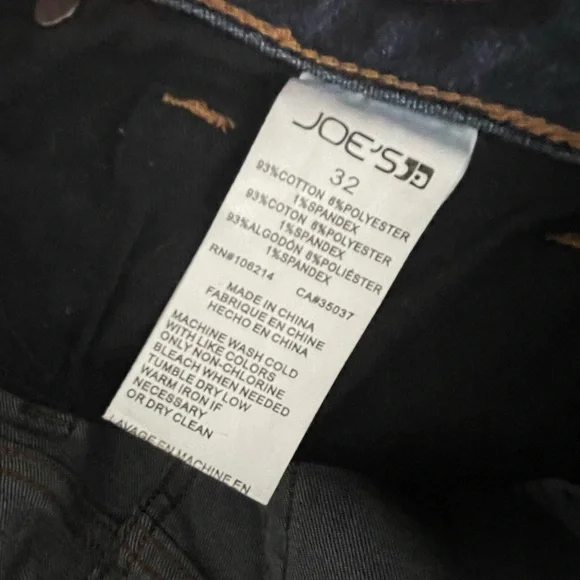 JOE'S JD
32
93%COTTON 6%POLYESTER
1%SPANDEX
93%COTON 6%POLYESTER
1%SPANDEX
93%ALGODÓN 6%POLIÉSTER
1%SPANDEX
RN#106214 CA#35037
MADE IN CHINA
FABRIQUE EN CHINE
HECHO EN CHINA
MACHINE WASH COLD
WITH LIKE COLORS
ONLY NON-CHLORINE
BLEACH WHEN NEEDED
TUMBLE DRY LOW
WARM IRON IF
NECESSARY
OR DRY CLEAN
LAVAGE EN MACHINE EN